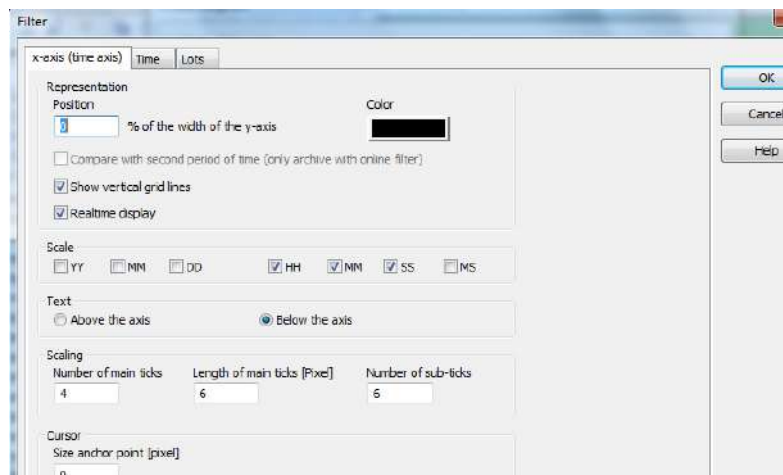 Filter
x-axis (time axis) Time Lots
OK
Cancel
Help
Representation
Position Color
0 % of the width of the y-axis
Compare with second period of time (only archive with online filter)
Show vertical grid lines
Realtime display
Scale
YY MM DD HH MM SS MS
Text
Above the axis Below the axis
Scaling
Number of main ticks Length of main ticks [Pixel] Number of sub-ticks
4 6 6
Cursor
Size anchor point [pixel]